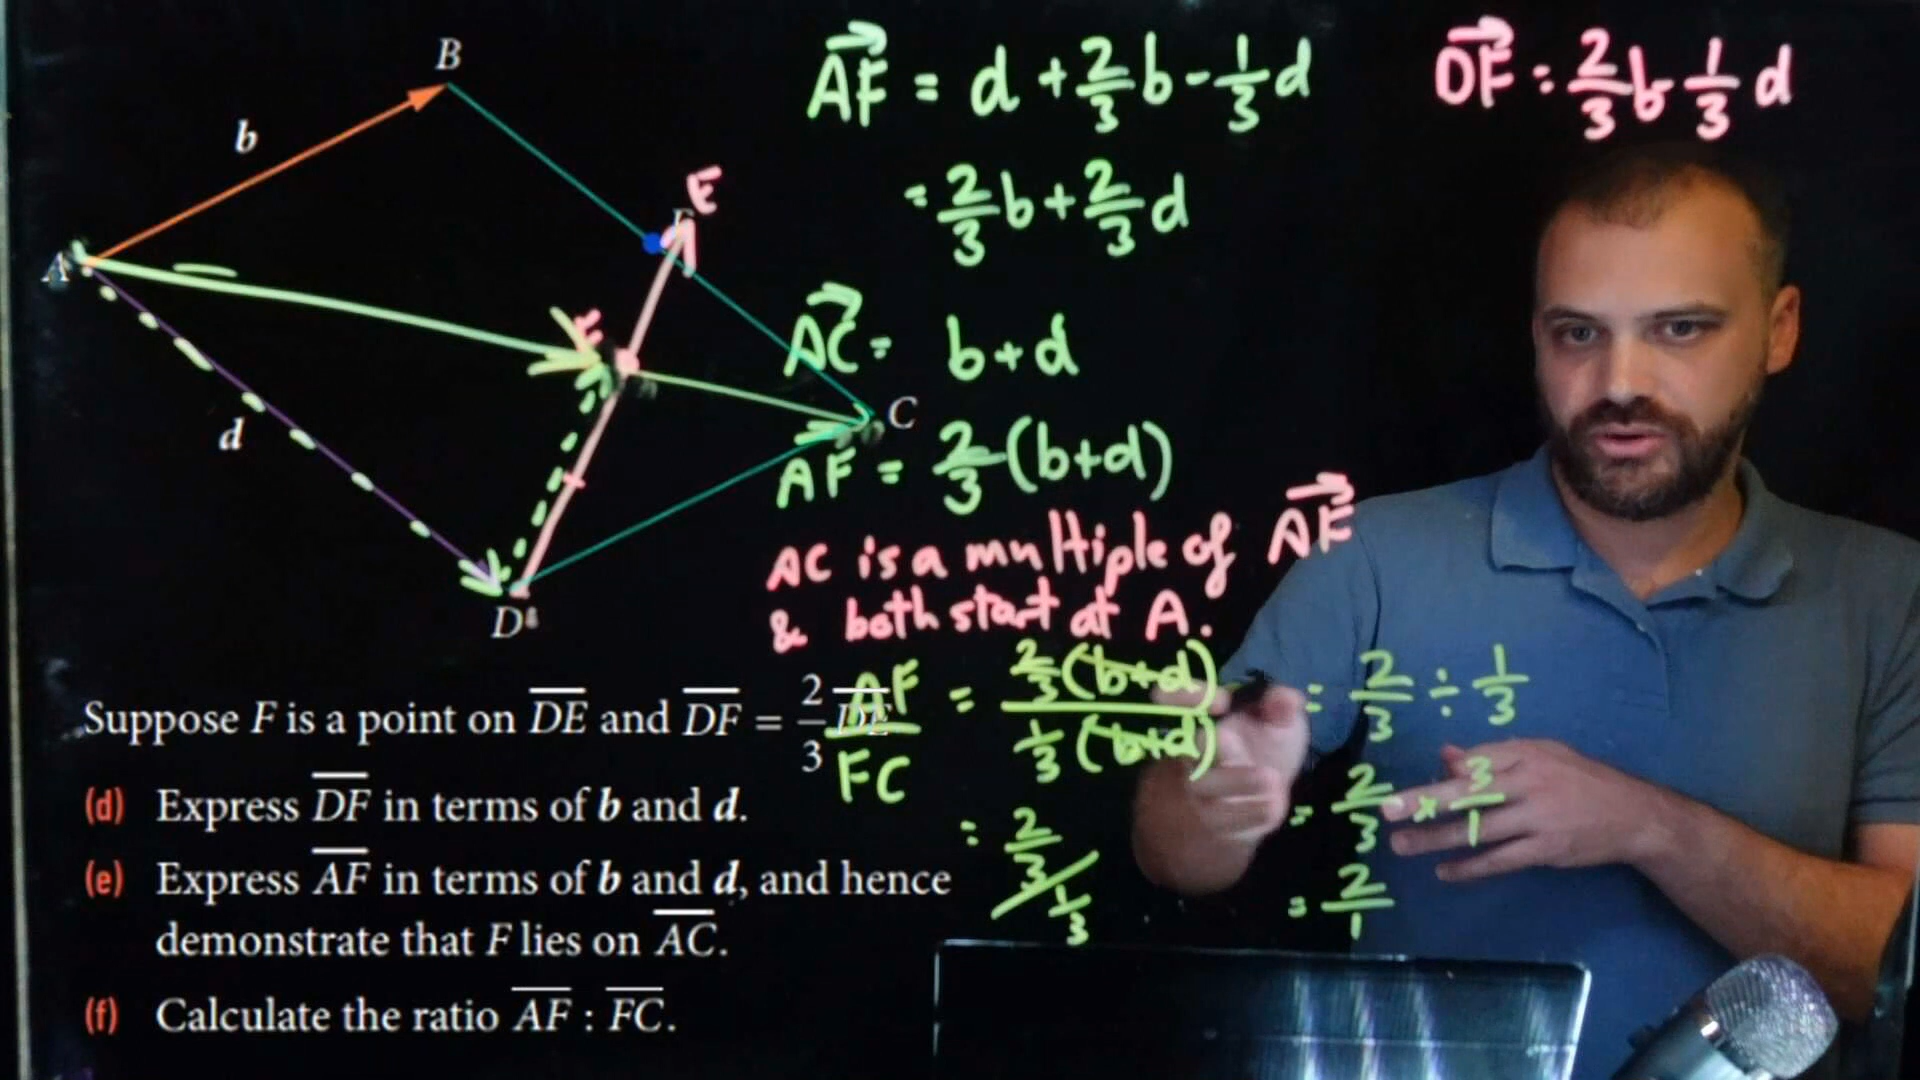 B
b
A
E
F
d
C
D
AF = d + 2/3 b - 1/3 d
= 2/3 b + 2/3 d
DF = 2/3 b 1/3 d
AC = b + d
AF = 2/3 (b+d)
AC is a multiple of AF
& both start at A.
AF/FC = 2/3 (b+d) / 1/3 (b+d) = 2/3 ÷ 1/3
= 2/3 / 1/3
= 2/3 × 3/1
= 2/1
Suppose F is a point on DE and DF = 2/3 DE
(d) Express DF in terms of b and d.
(e) Express AF in terms of b and d, and hence
demonstrate that F lies on AC.
(f) Calculate the ratio AF : FC.